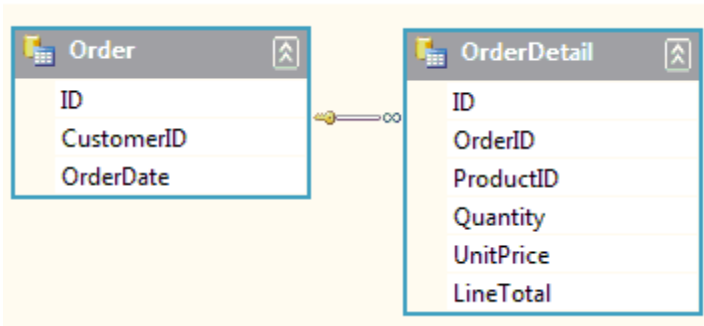 Order
ID
CustomerID
OrderDate
OrderDetail
ID
OrderID
ProductID
Quantity
UnitPrice
LineTotal